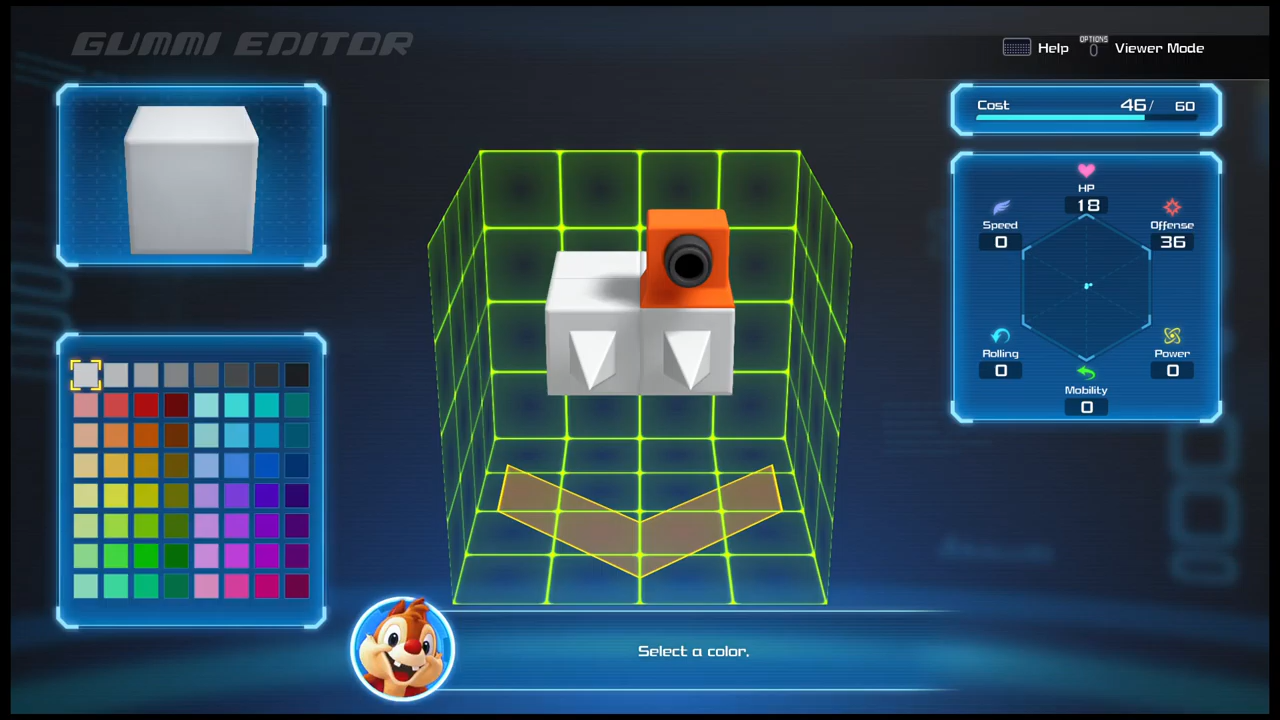 GUMMI EDITOR
Help
OPTIONS
Viewer Mode
Cost 46/ 60
HP
18
Speed
0
Offense
36
Rolling
0
Power
0
Mobility
0
Select a color.